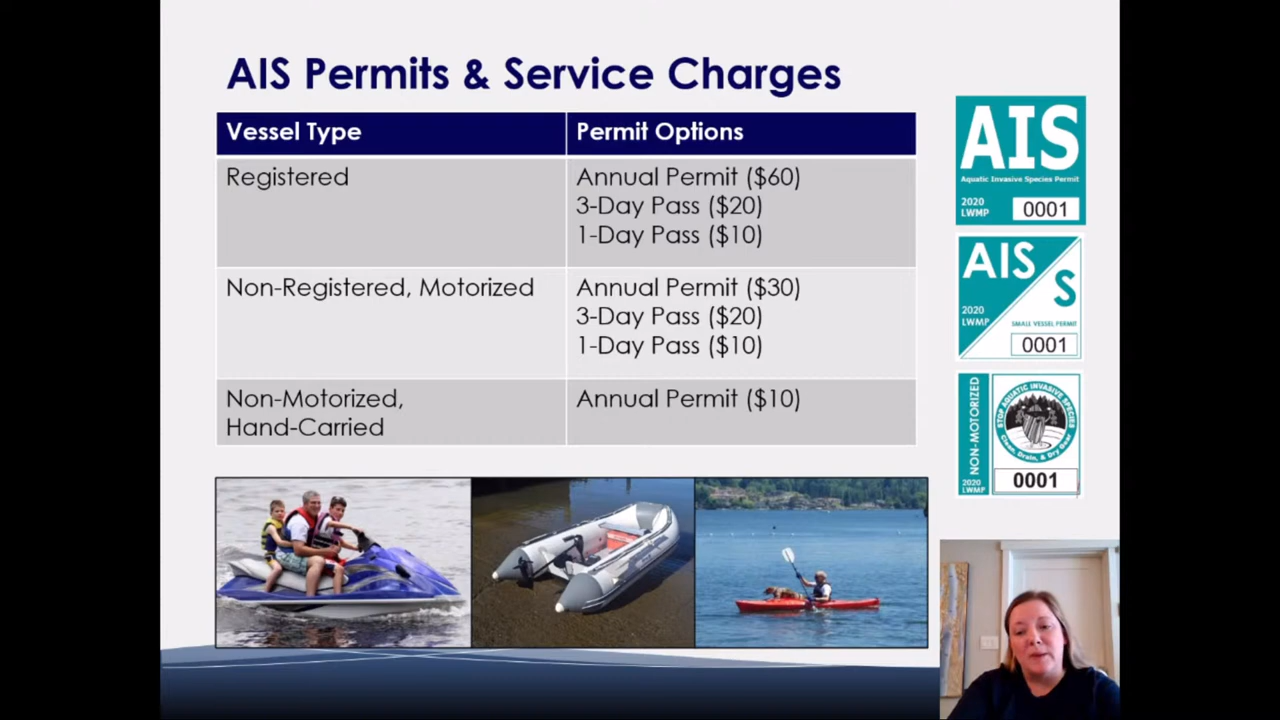 AIS Permits & Service Charges
Vessel Type
Permit Options
Registered
Annual Permit ($60)
3-Day Pass ($20)
1-Day Pass ($10)
Non-Registered, Motorized
Annual Permit ($30)
3-Day Pass ($20)
1-Day Pass ($10)
Non-Motorized,
Hand-Carried
Annual Permit ($10)
AIS
Aquatic Invasive Species Permit
2020
LWMP
0001
AIS
S
2020
LWMP
SMALL VESSEL PERMIT
0001
NON-MOTORIZED
2020
LWMP
STOP AQUATIC INVASIVE SPECIES
Clean, Drain, & Dry Gear
0001